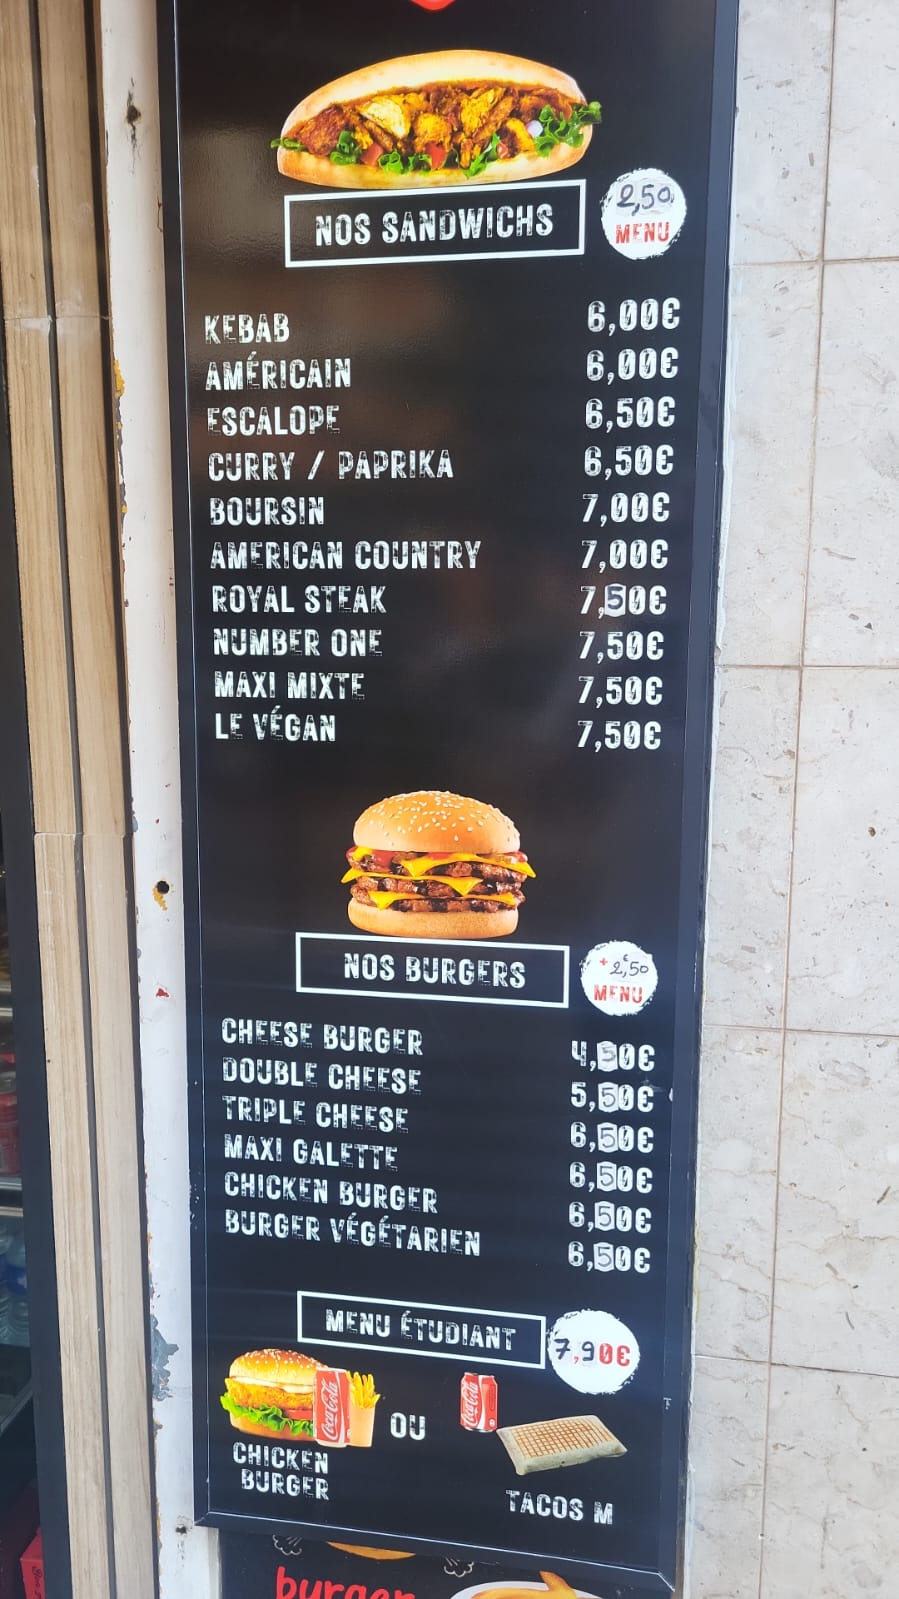 2,50
NOS SANDWICHS
MENU
KEBAB 6,00€
AMÉRICAIN 6,00€
ESCALOPE 6,50€
CURRY / PAPRIKA 6,50€
BOURSIN 7,00€
AMERICAN COUNTRY 7,00€
ROYAL STEAK 7,50€
NUMBER ONE 7,50€
MAXI MIXTE 7,50€
LE VÉGAN 7,50€
NOS BURGERS
+2,50€
MENU
CHEESE BURGER 4,50€
DOUBLE CHEESE 5,50€
TRIPLE CHEESE 6,50€
MAXI GALETTE 6,50€
CHICKEN BURGER 6,50€
BURGER VÉGÉTARIEN 6,50€
MENU ÉTUDIANT 7,90€
Coca-Cola
Coca-Cola
OU
CHICKEN
BURGER
TACOS M
burger